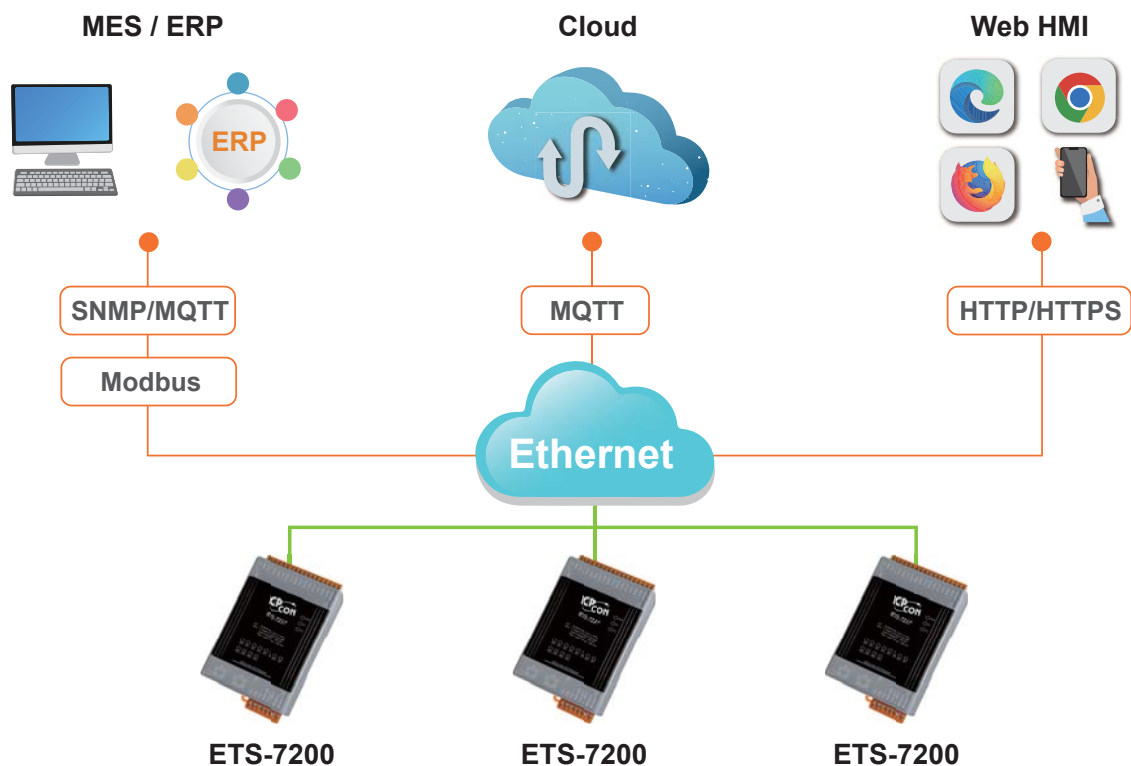 MES / ERP
Cloud
Web HMI
ERP
SNMP/MQTT
MQTT
HTTP/HTTPS
Modbus
Ethernet
ICP
CON
ICP
CON
ICP
CON
ETS-7200
ETS-7200
ETS-7200